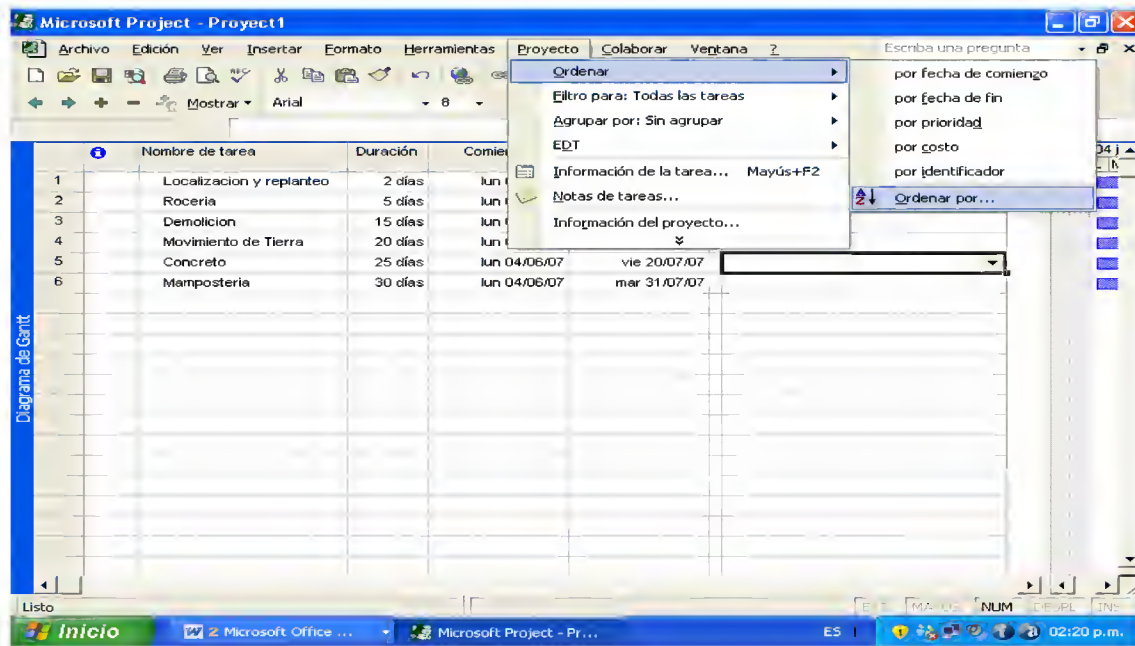 Microsoft Project - Proyect1
Archivo Edición Ver Insertar Formato Herramientas Proyecto Colaborar Ventana ? Escriba una pregunta
Mostrar Arial 8
Ordenar
Filtro para: Todas las tareas
Agrupar por: Sin agrupar
EDT
Información de la tarea... Mayús+F2
Notas de tareas...
Información del proyecto...
por fecha de comienzo
por fecha de fin
por prioridad
por costo
por identificador
Ordenar por...
Nombre de tarea Duración Comie 04 j
1 Localizacion y replanteo 2 días lun
2 Roceria 5 días lun
3 Demolicion 15 días lun
4 Movimiento de Tierra 20 días lun
5 Concreto 25 días lun 04/06/07 vie 20/07/07
6 Mamposteria 30 días lun 04/06/07 mar 31/07/07
Diagrama de Gantt
Listo NUM
Inicio 2 Microsoft Office ... Microsoft Project - Pr... ES 02:20 p.m.